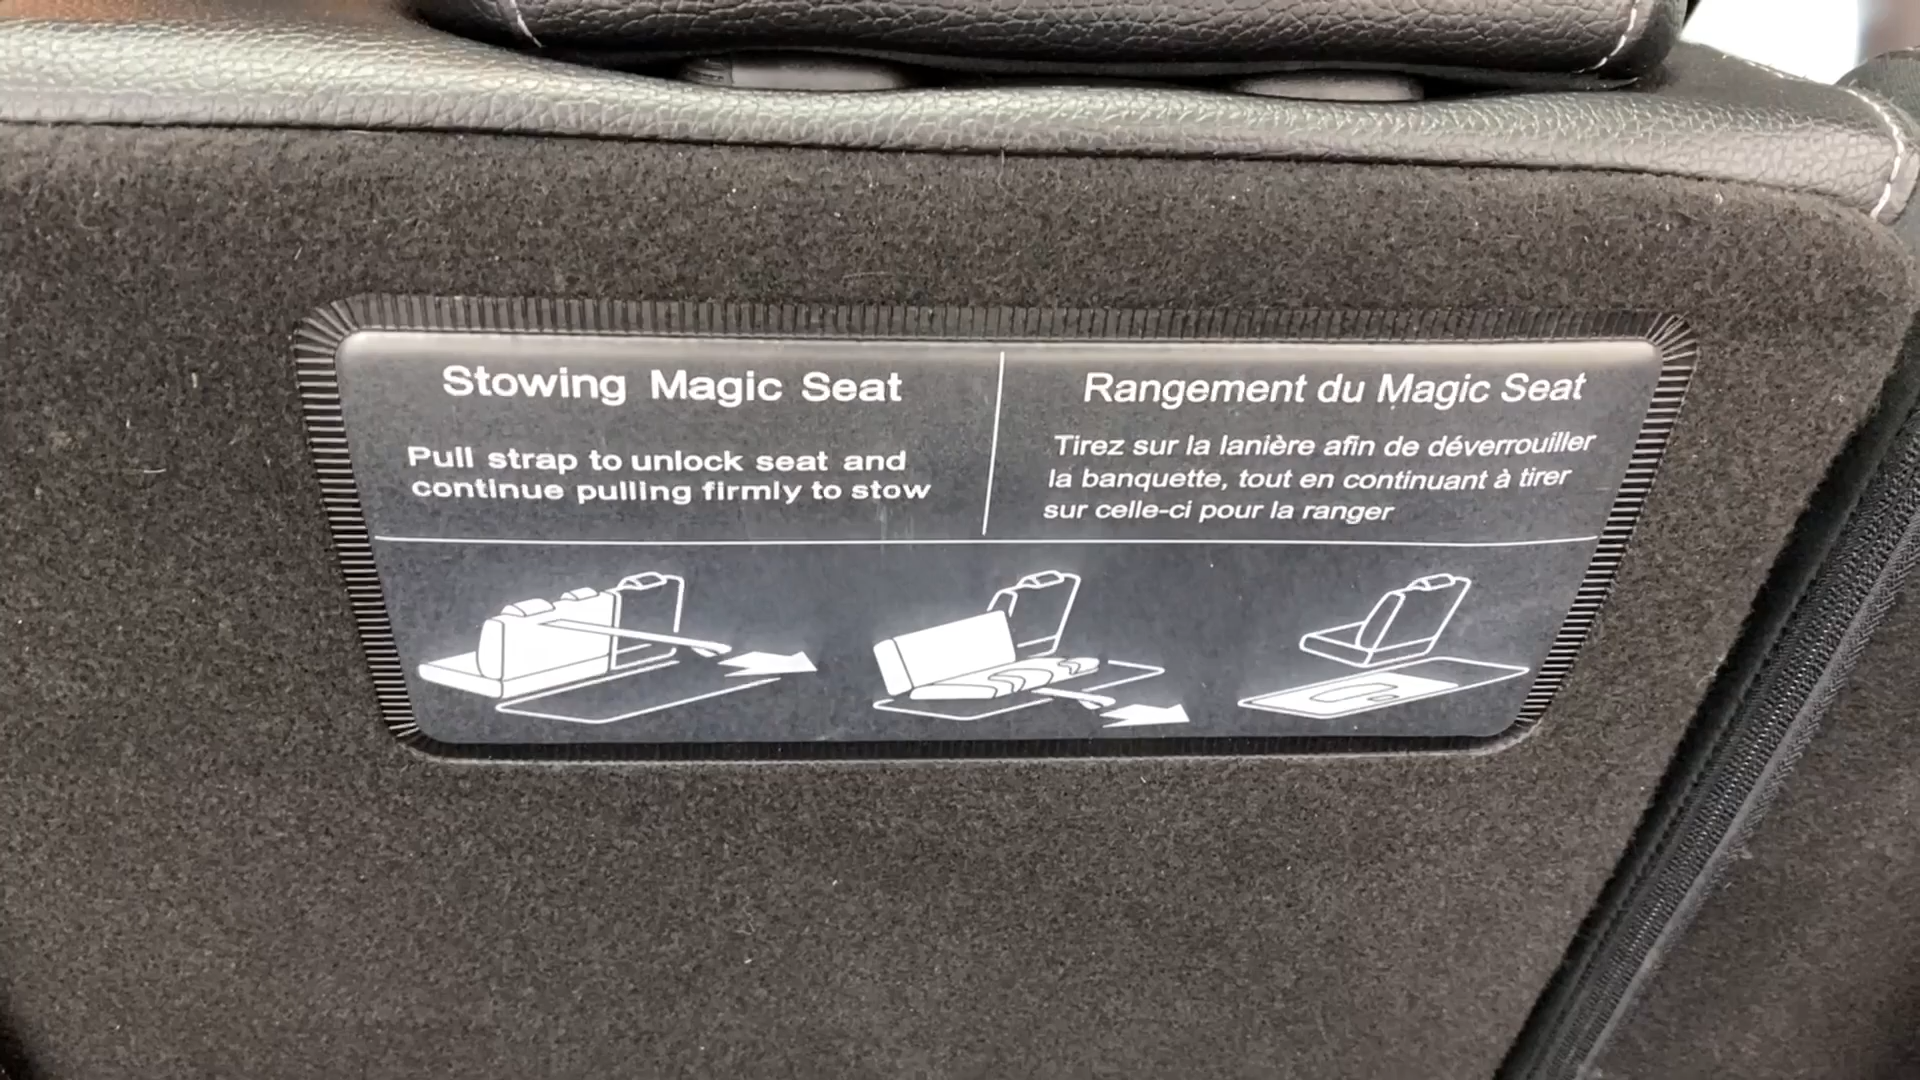 Stowing Magic Seat
Pull strap to unlock seat and
continue pulling firmly to stow
Rangement du Magic Seat
Tirez sur la lanière afin de déverrouiller
la banquette, tout en continuant à tirer
sur celle-ci pour la ranger